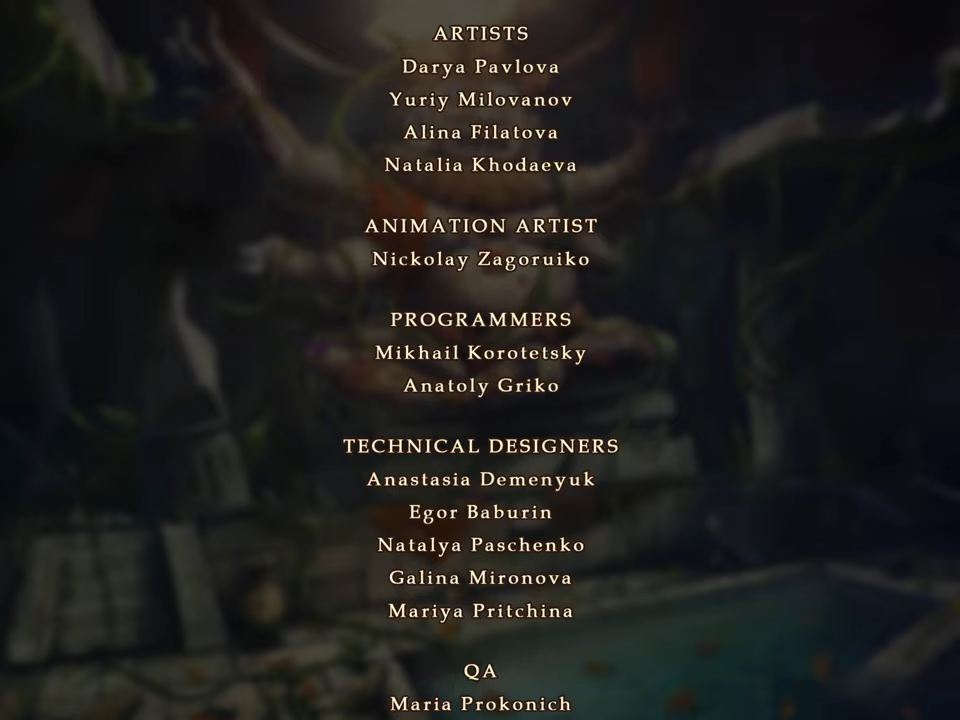 ARTISTS
Darya Pavlova
Yuriy Milovanov
Alina Filatova
Natalia Khodaeva
ANIMATION ARTIST
Nickolay Zagoruiko
PROGRAMMERS
Mikhail Korotetsky
Anatoly Griko
TECHNICAL DESIGNERS
Anastasia Demenyuk
Egor Baburin
Natalya Paschenko
Galina Mironova
Mariya Pritchina
QA
Maria Prokonich